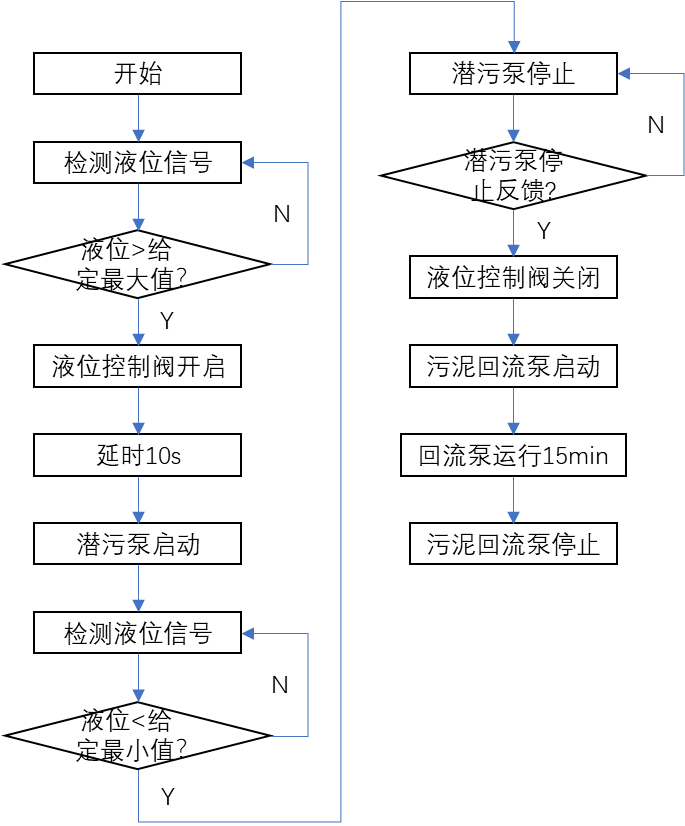 开始
检测液位信号
N
液位>给
定最大值?
Y
液位控制阀开启
延时10s
潜污泵启动
检测液位信号
N
液位<给
定最小值?
Y
潜污泵停止
N
潜污泵停
止反馈?
Y
液位控制阀关闭
污泥回流泵启动
回流泵运行15min
污泥回流泵停止